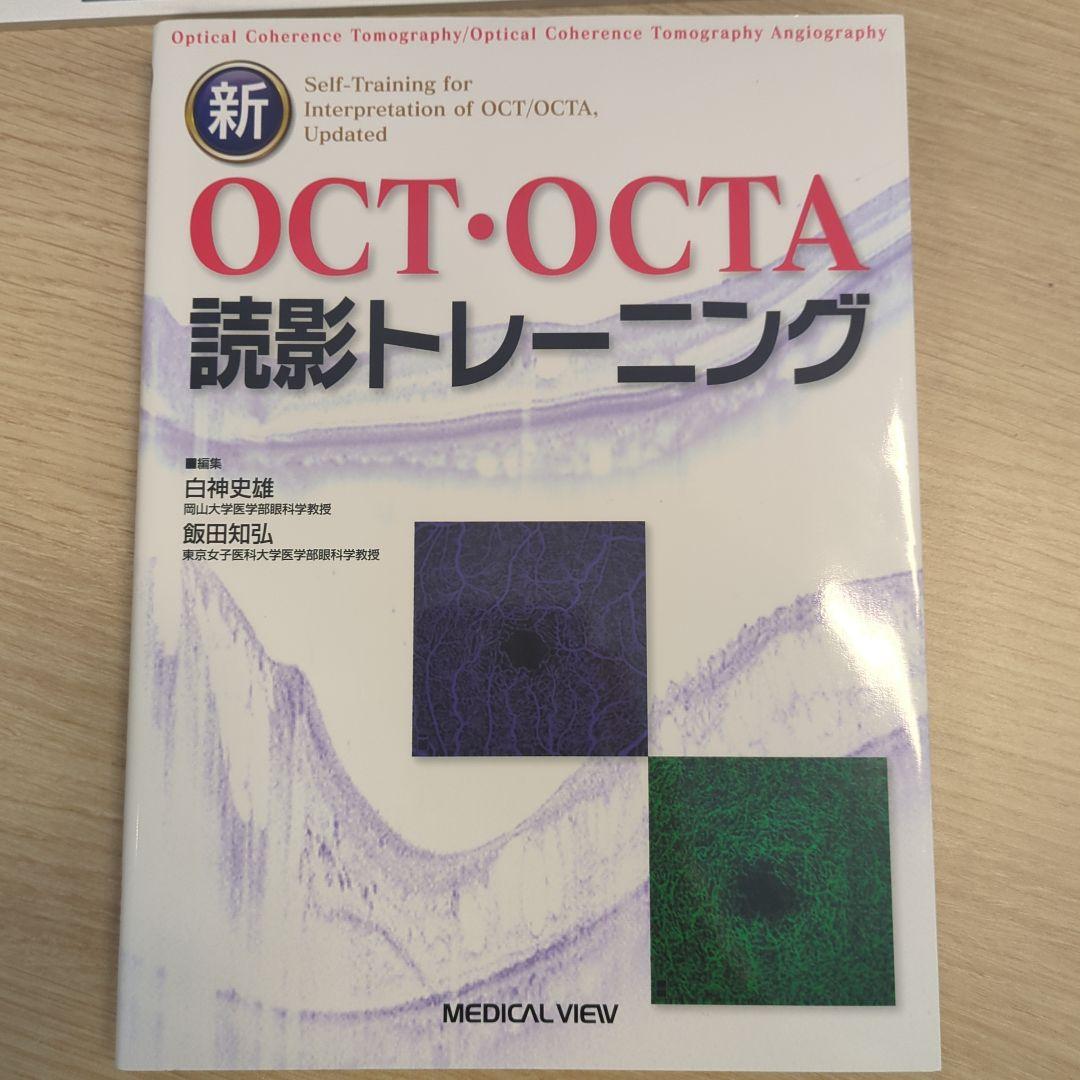 Optical Coherence Tomography/Optical Coherence Tomography Angiography
新
Self-Training for
Interpretation of OCT/OCTA,
Updated
OCT・OCTA
読影トレーニング
■編集
白神史雄
岡山大学医学部眼科学教授
飯田知弘
東京女子医科大学医学部眼科学教授
MEDICAL VIEW